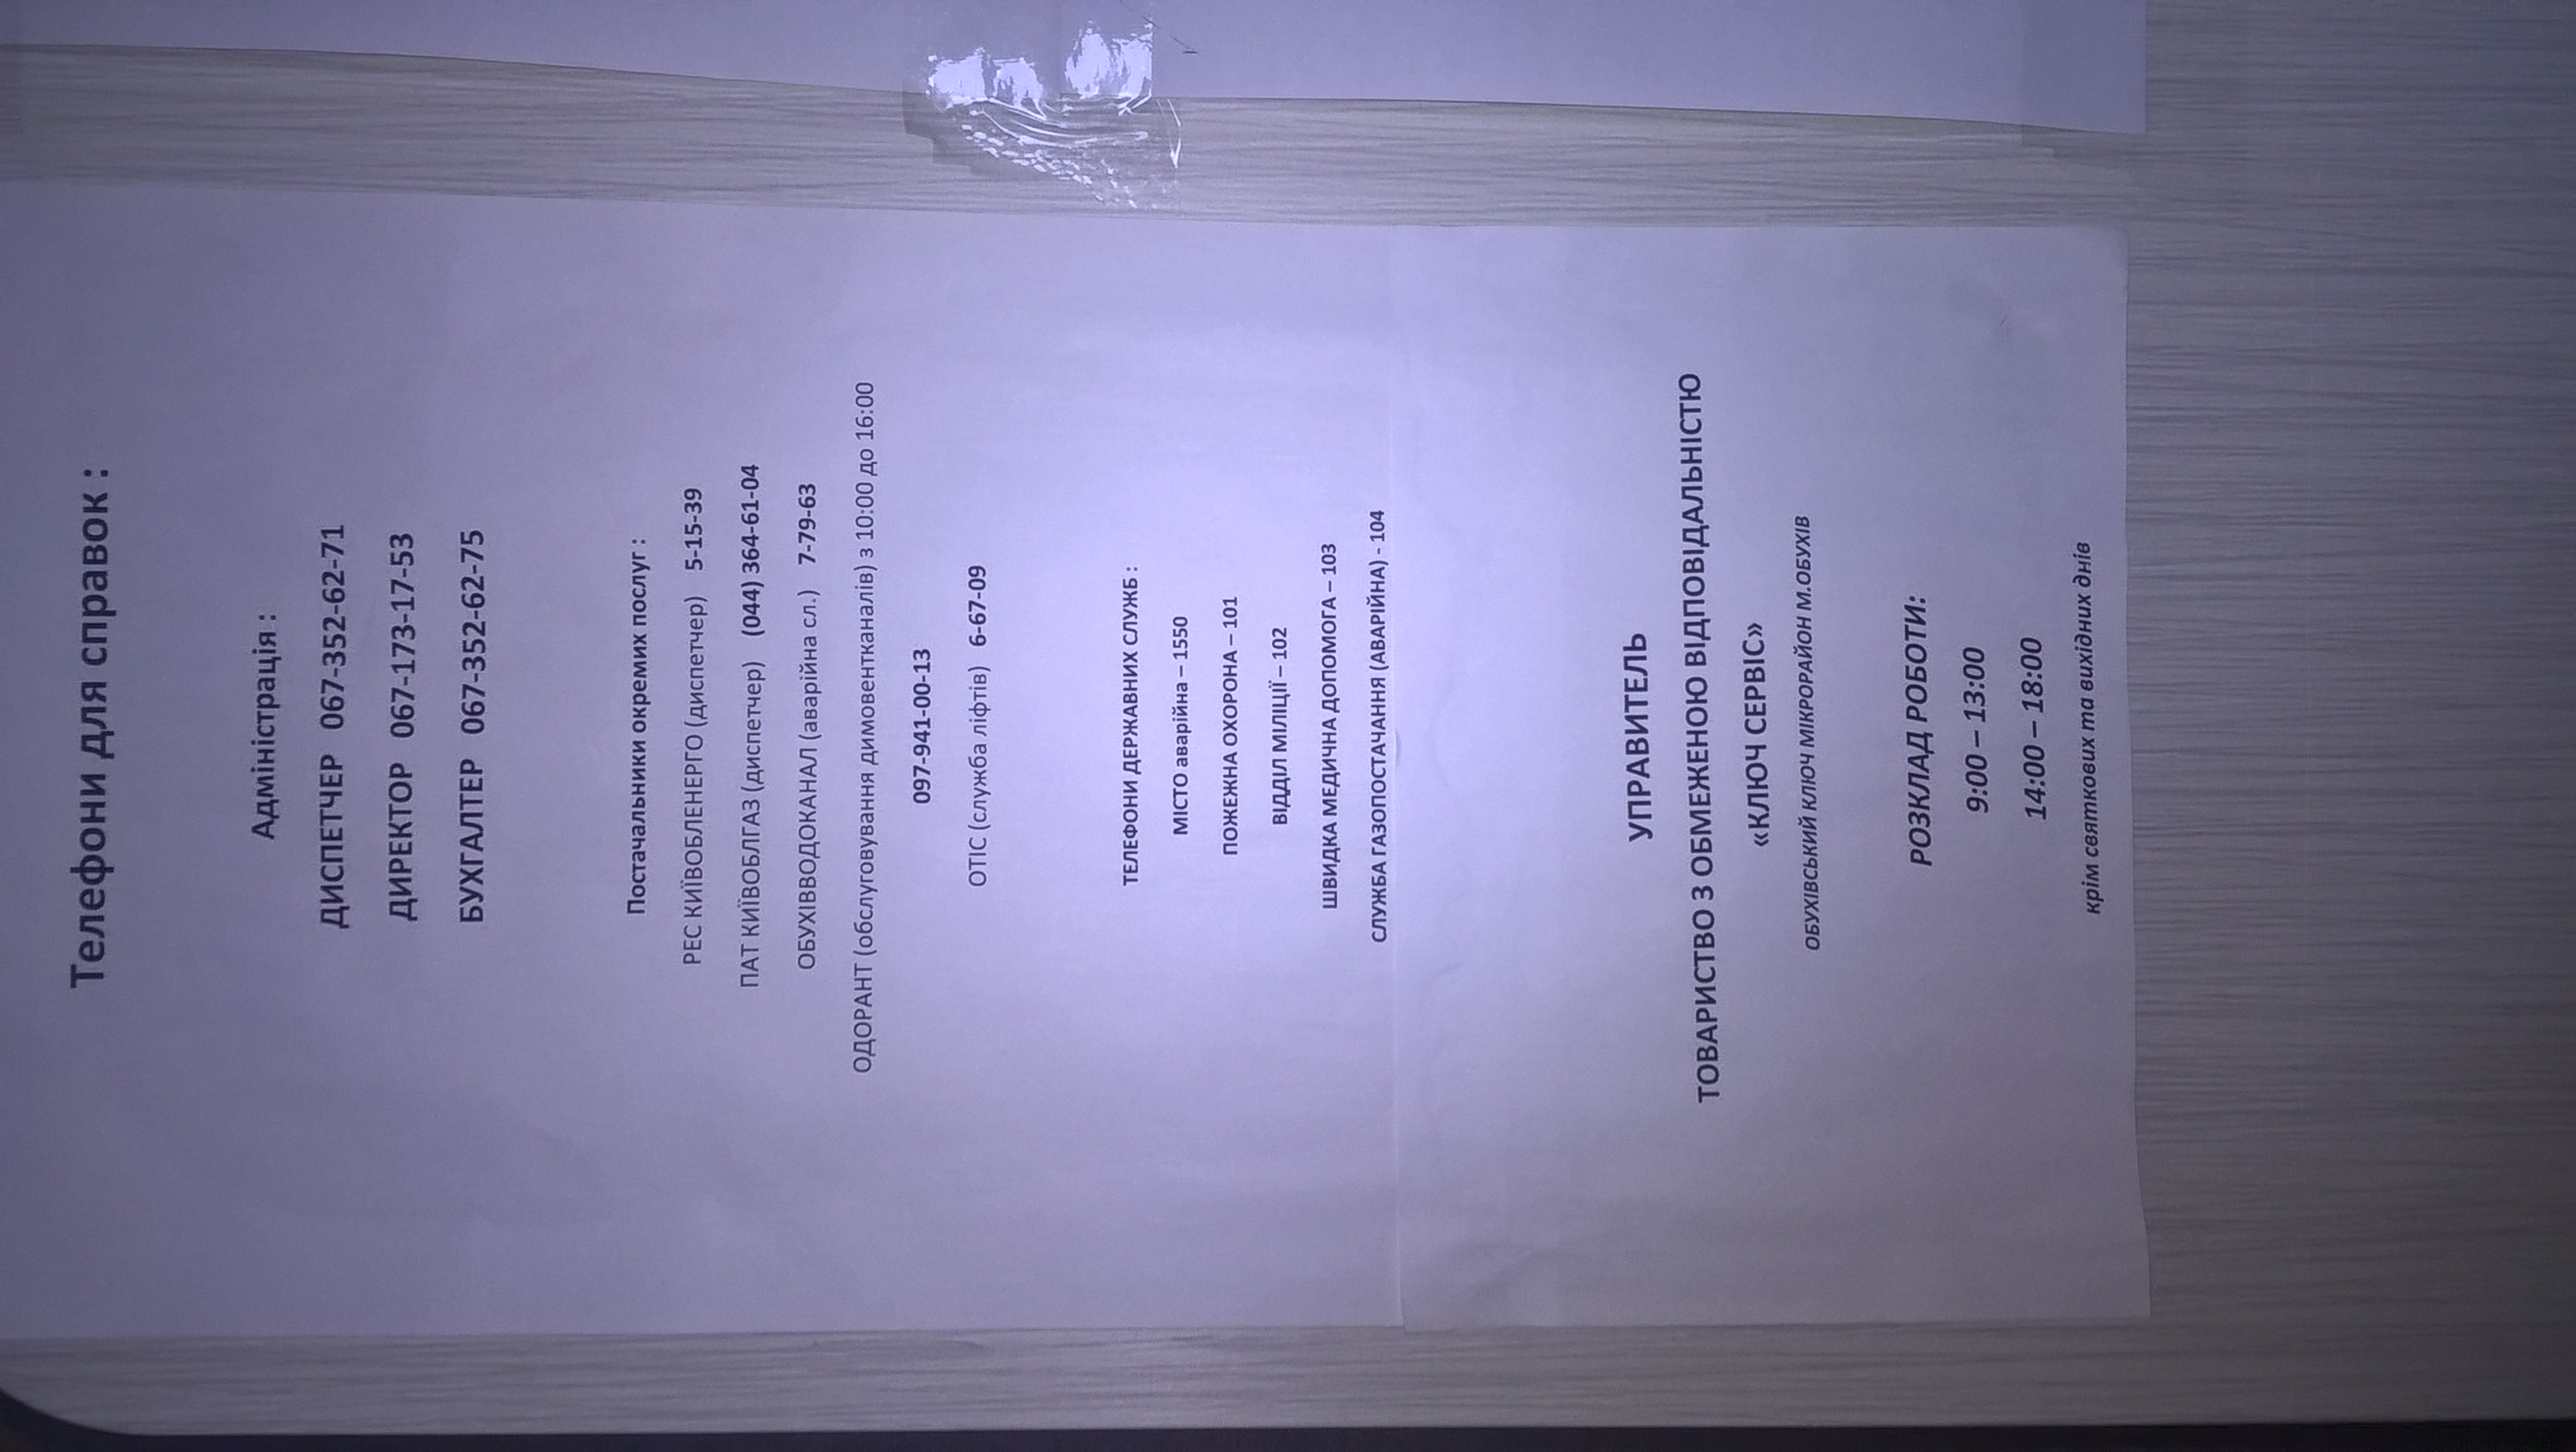 Телефони для справок :
Адміністрація :
ДИСПЕТЧЕР 067-352-62-71
ДИРЕКТОР 067-173-17-53
БУХГАЛТЕР 067-352-62-75
Постачальники окремих послуг :
РЕС КИЇВОБЛЕНЕРГО (диспетчер) 5-15-39
ПАТ КИЇВОБЛГАЗ (диспетчер) (044) 364-61-04
ОБУХІВВОДОКАНАЛ (аварійна сл.) 7-79-63
ОДОРАНТ (обслуговування димовентканалів) з 10:00 до 16:00
097-941-00-13
ОТІС (служба ліфтів) 6-67-09
ТЕЛЕФОНИ ДЕРЖАВНИХ СЛУЖБ :
МІСТО аварійна – 1550
ПОЖЕЖНА ОХОРОНА – 101
ВІДДІЛ МІЛІЦІЇ – 102
ШВИДКА МЕДИЧНА ДОПОМОГА – 103
СЛУЖБА ГАЗОПОСТАЧАННЯ (АВАРІЙНА) - 104
УПРАВИТЕЛЬ
ТОВАРИСТВО З ОБМЕЖЕНОЮ ВІДПОВІДАЛЬНІСТЮ
«КЛЮЧ СЕРВІС»
ОБУХІВСЬКИЙ КЛЮЧ МІКРОРАЙОН М.ОБУХІВ
РОЗКЛАД РОБОТИ:
9:00 – 13:00
14:00 – 18:00
крім святкових та вихідних днів